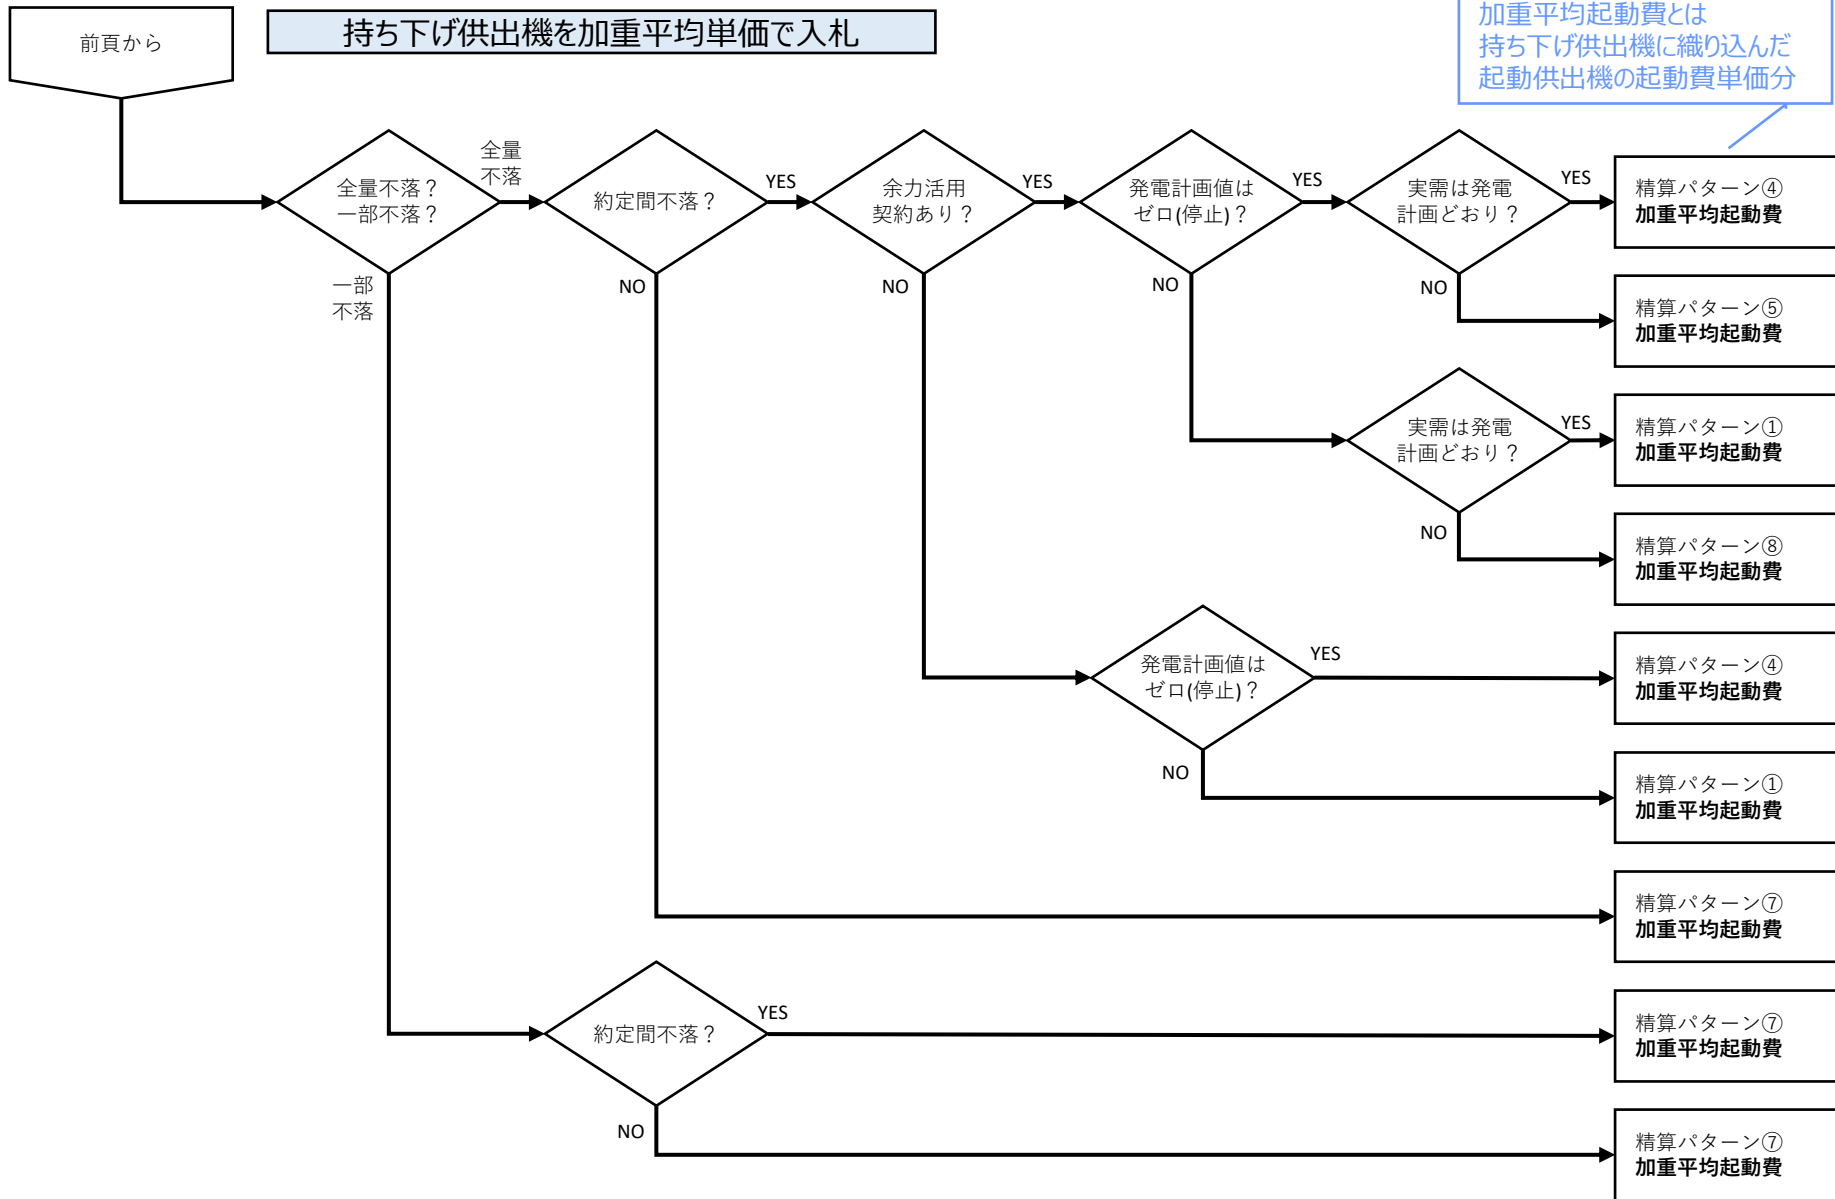 前頁から
持ち下げ供出機を加重平均単価で入札
加重平均起動費とは
持ち下げ供出機に織り込んだ
起動供出機の起動費単価分
全量不落？
一部不落？
全量
不落
一部
不落
約定間不落？
YES
NO
余力活用
契約あり？
YES
NO
発電計画値は
ゼロ(停止)？
YES
NO
実需は発電
計画どおり？
YES
NO
精算パターン④
加重平均起動費
精算パターン⑤
加重平均起動費
実需は発電
計画どおり？
YES
NO
精算パターン①
加重平均起動費
精算パターン⑧
加重平均起動費
発電計画値は
ゼロ(停止)？
YES
NO
精算パターン④
加重平均起動費
精算パターン①
加重平均起動費
精算パターン⑦
加重平均起動費
約定間不落？
YES
NO
精算パターン⑦
加重平均起動費
精算パターン⑦
加重平均起動費